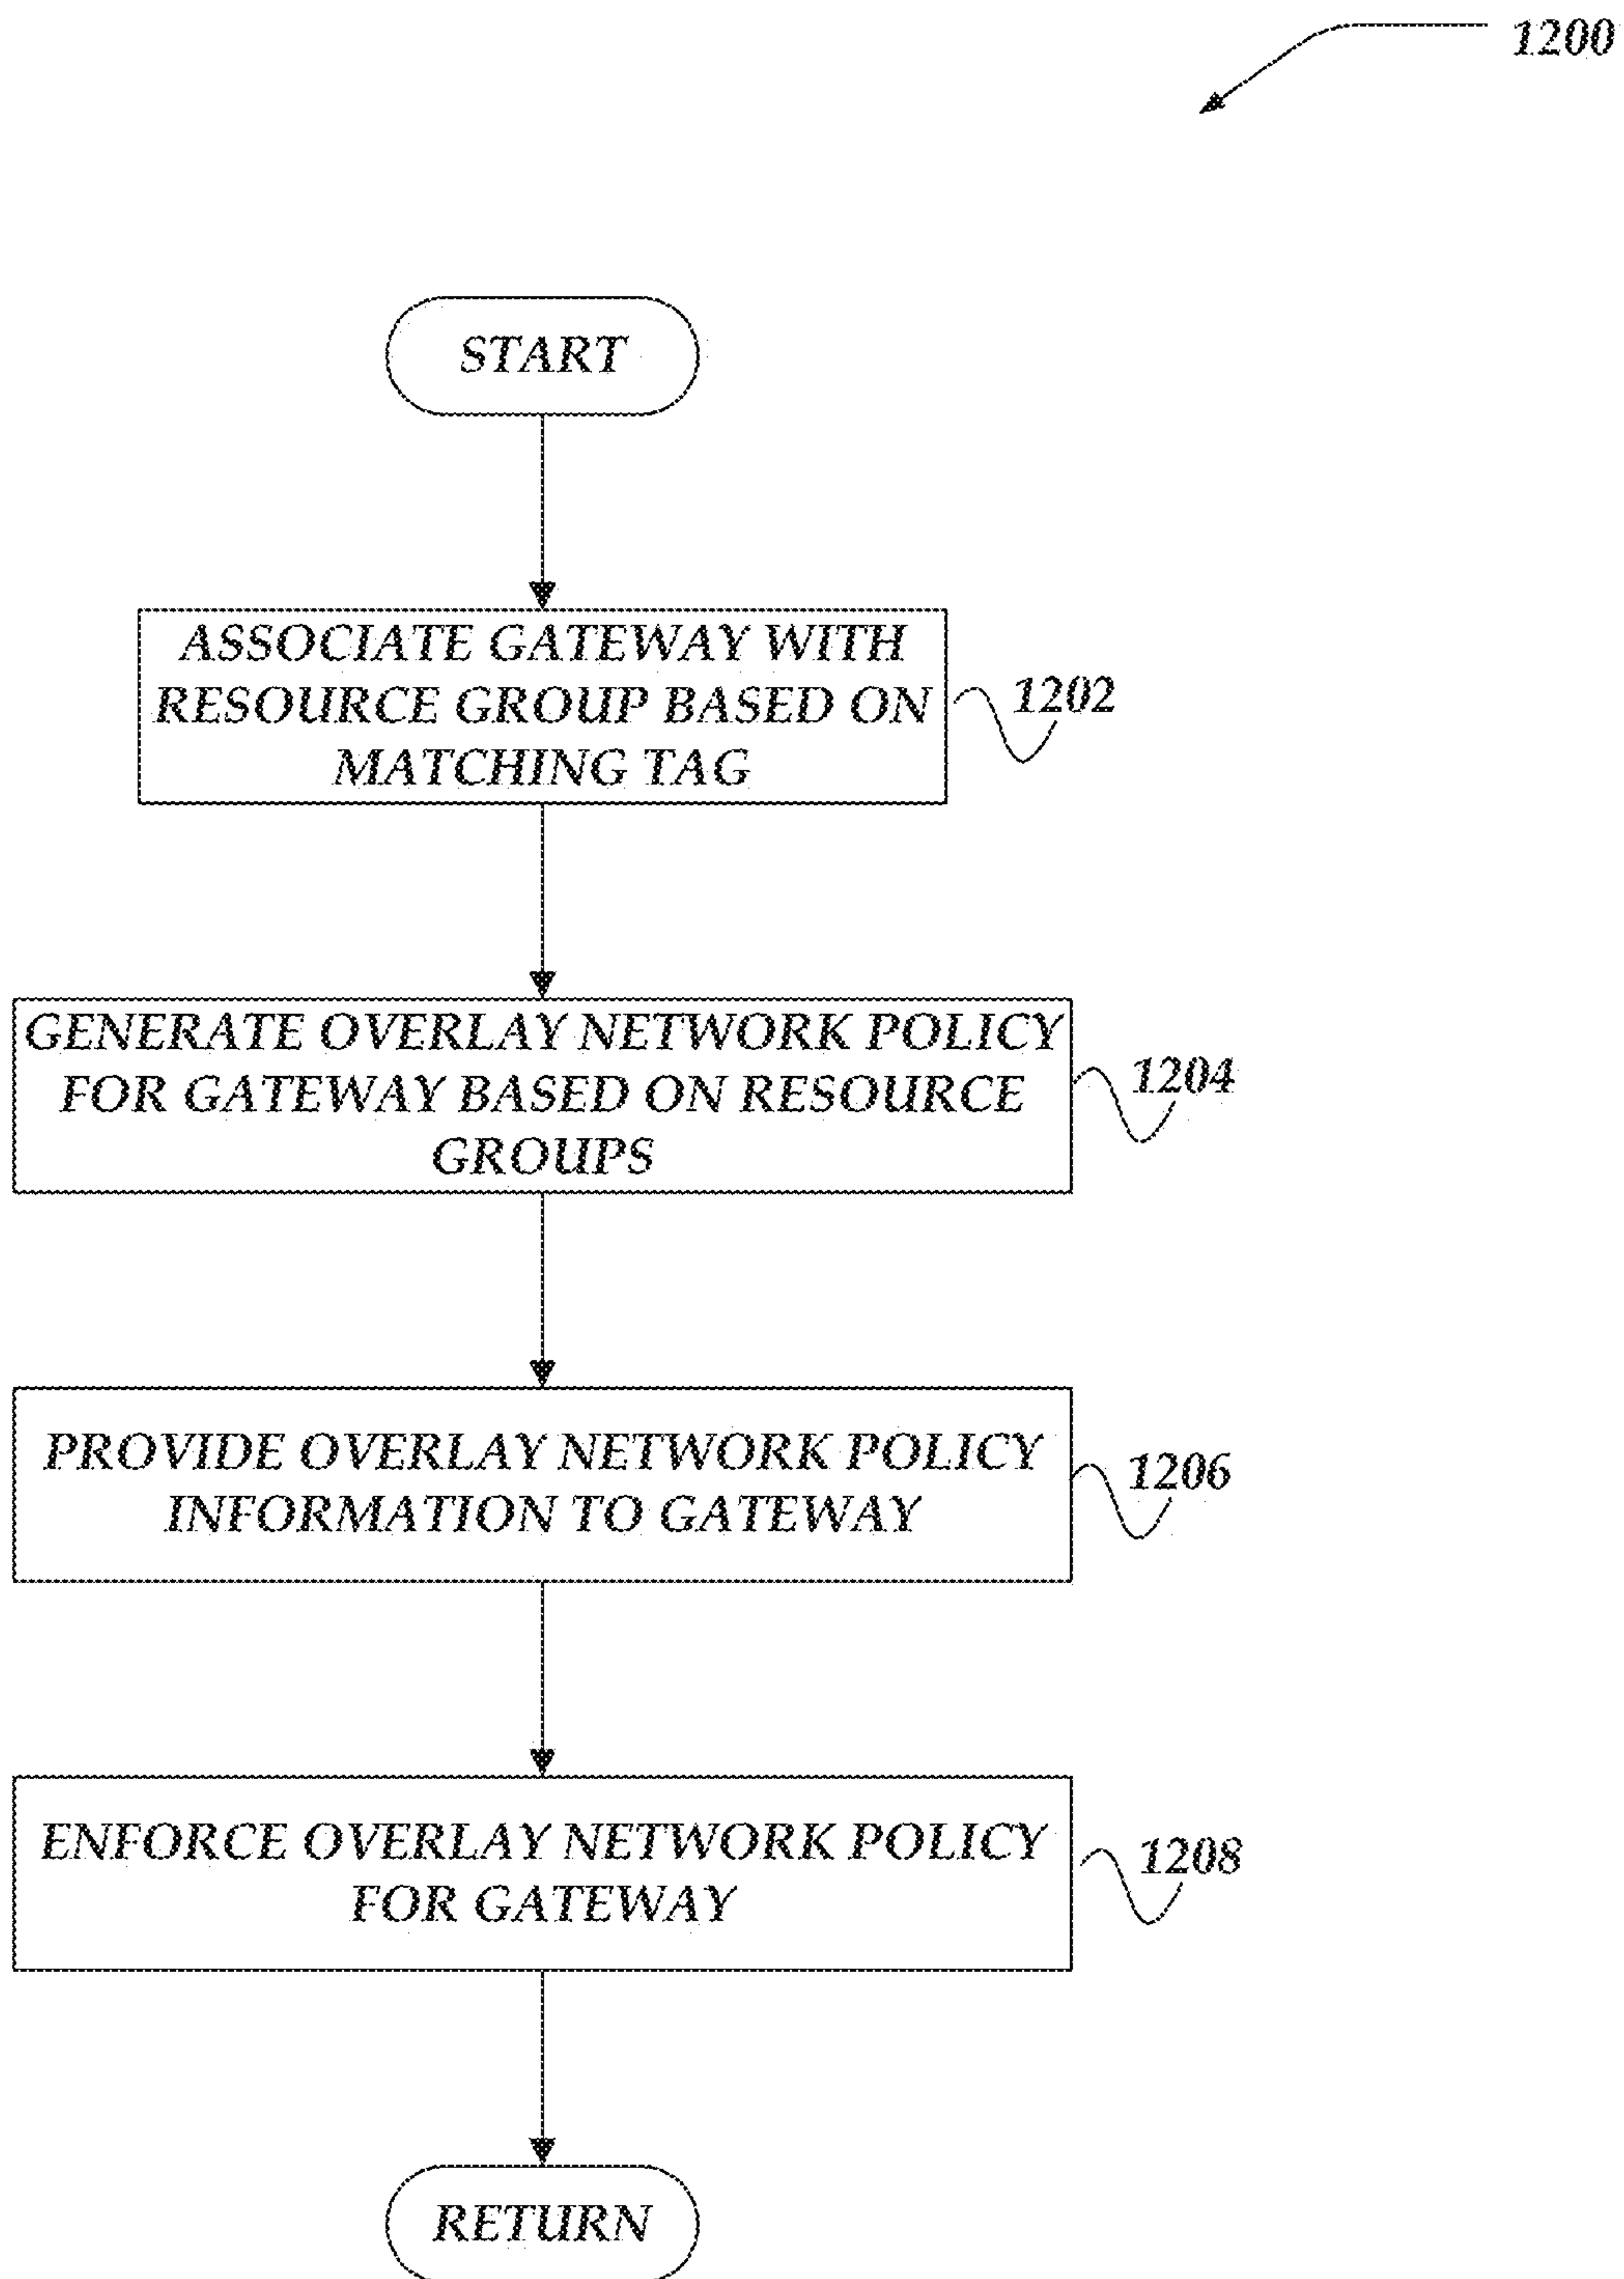 1200
START
ASSOCIATE GATEWAY WITH
RESOURCE GROUP BASED ON
MATCHING TAG
1202
GENERATE OVERLAY NETWORK POLICY
FOR GATEWAY BASED ON RESOURCE
GROUPS
1204
PROVIDE OVERLAY NETWORK POLICY
INFORMATION TO GATEWAY
1206
ENFORCE OVERLAY NETWORK POLICY
FOR GATEWAY
1208
RETURN